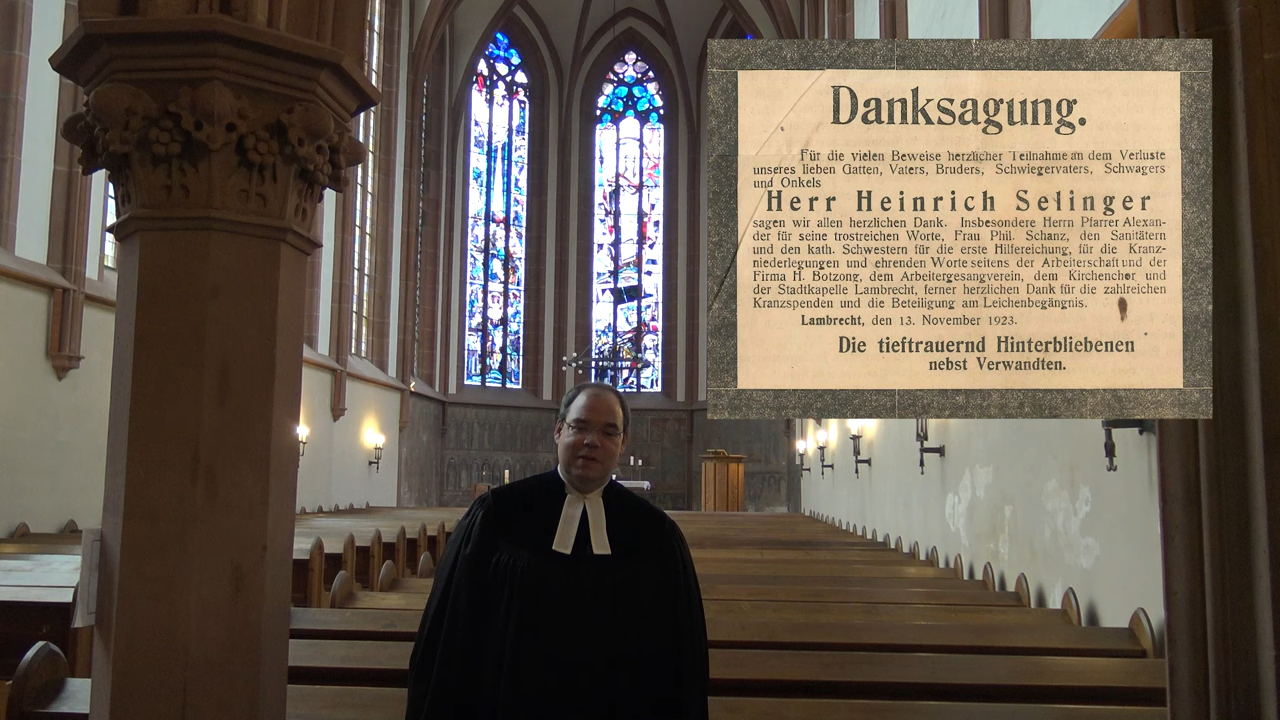 Danksagung.
Für die vielen Beweise herzlicher Teilnahme an dem Verluste
unseres lieben Gatten, Vaters, Bruders, Schwiegervaters, Schwagers
und Onkels
Herr Heinrich Selinger
sagen wir allen herzlichen Dank. Insbesondere Herrn Pfarrer Alexan-
der für seine trostreichen Worte, Frau Phil. Schanz, den Sanitätern
und den kath. Schwestern für die erste Hilfereichung, für die Kranz-
niederlegungen und ehrenden Worte seitens der Arbeiterschaft und der
Firma H. Botzong, dem Arbeitergesangverein, dem Kirchenchor und
der Stadtkapelle Lambrecht, ferner herzlichen Dank für die zahlreichen
Kranzspenden und die Beteiligung am Leichenbegängnis.
Lambrecht, den 13. November 1923.
Die tieftrauernd Hinterbliebenen
nebst Verwandten.